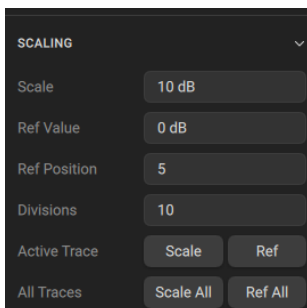 SCALING
Scale 10 dB
Ref Value 0 dB
Ref Position 5
Divisions 10
Active Trace Scale Ref
All Traces Scale All Ref All